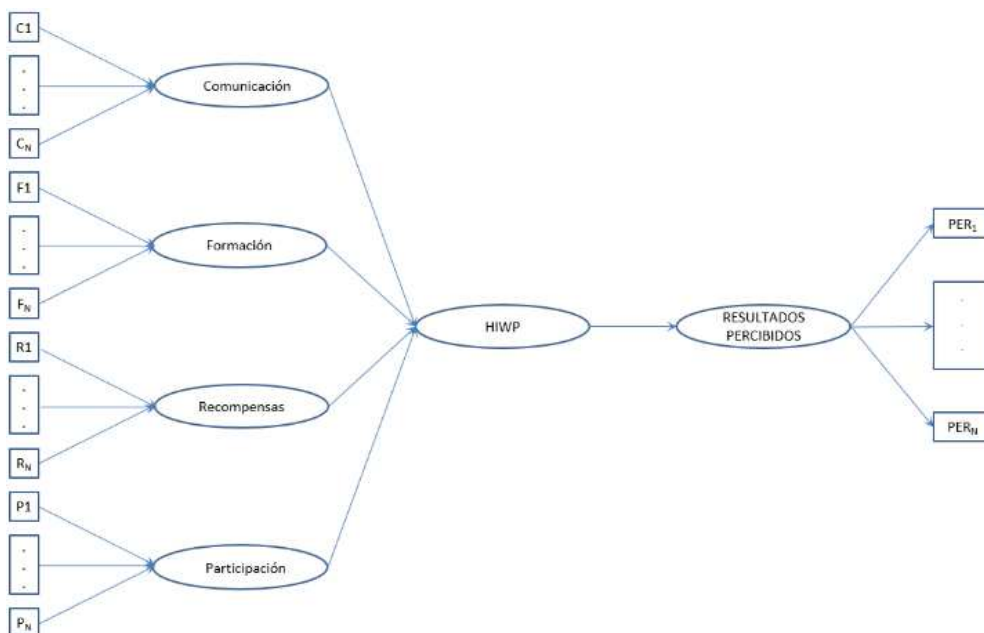 C1
.
.
.
CN
Comunicación
F1
.
.
.
FN
Formación
R1
.
.
.
RN
Recompensas
P1
.
.
.
PN
Participación
HIWP
RESULTADOS
PERCIBIDOS
PER1
.
.
.
PERN